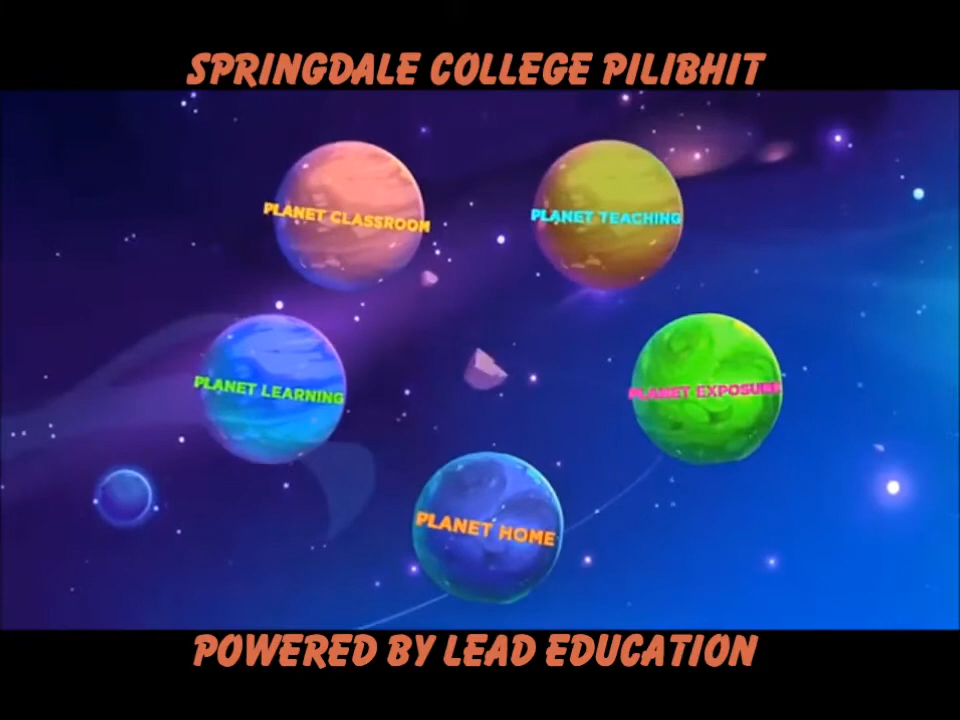 SPRINGDALE COLLEGE PILIBHIT
PLANET CLASSROOM
PLANET TEACHING
PLANET LEARNING
PLANET EXPOSURE
PLANET HOME
POWERED BY LEAD EDUCATION